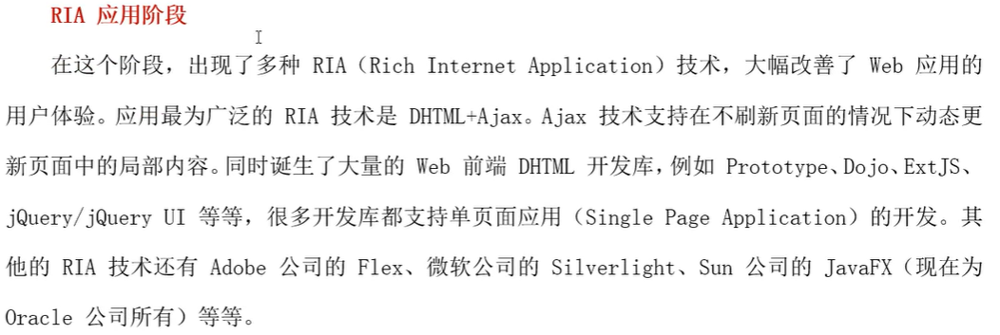 RIA 应用阶段
在这个阶段，出现了多种 RIA（Rich Internet Application）技术，大幅改善了 Web 应用的
用户体验。应用最为广泛的 RIA 技术是 DHTML+Ajax。Ajax 技术支持在不刷新页面的情况下动态更
新页面中的局部内容。同时诞生了大量的 Web 前端 DHTML 开发库，例如 Prototype、Dojo、ExtJS、
jQuery/jQuery UI 等等，很多开发库都支持单页面应用（Single Page Application）的开发。其
他的 RIA 技术还有 Adobe 公司的 Flex、微软公司的 Silverlight、Sun 公司的 JavaFX（现在为
Oracle 公司所有）等等。